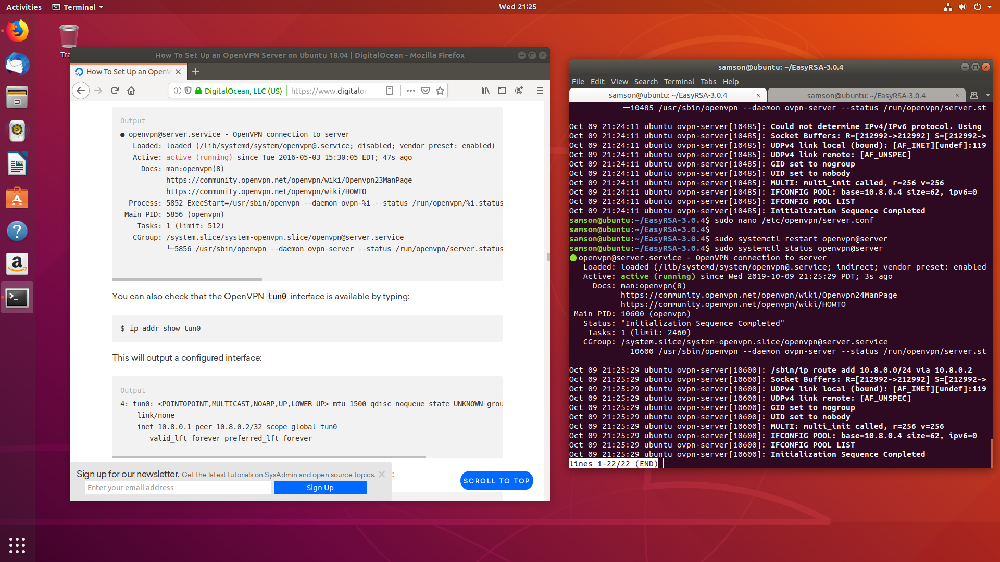 Activities
Terminal
Wed 21:25
Tra
How To Set Up an OpenVPN Server on Ubuntu 18.04 | DigitalOcean - Mozilla Firefox
How To Set Up an OpenV
DigitalOcean, LLC (US)
https://www.digitaloc
Output
● openvpn@server.service - OpenVPN connection to server
Loaded: loaded (/lib/systemd/system/openvpn@.service; disabled; vendor preset: enabled)
Active: active (running) since Tue 2016-05-03 15:30:05 EDT; 47s ago
Docs: man:openvpn(8)
https://community.openvpn.net/openvpn/wiki/Openvpn23ManPage
https://community.openvpn.net/openvpn/wiki/HOWTO
Process: 5852 ExecStart=/usr/sbin/openvpn --daemon ovpn-%i --status /run/openvpn/%i.status
Main PID: 5856 (openvpn)
Tasks: 1 (limit: 512)
CGroup: /system.slice/system-openvpn.slice/openvpn@server.service
└─5856 /usr/sbin/openvpn --daemon ovpn-server --status /run/openvpn/server.status
You can also check that the OpenVPN tun0 interface is available by typing:
$ ip addr show tun0
This will output a configured interface:
Output
4: tun0: <POINTOPOINT,MULTICAST,NOARP,UP,LOWER_UP> mtu 1500 qdisc noqueue state UNKNOWN grou
link/none
inet 10.8.0.1 peer 10.8.0.2/32 scope global tun0
valid_lft forever preferred_lft forever
Sign up for our newsletter. Get the latest tutorials on SysAdmin and open source topics.
Enter your email address
Sign Up
SCROLL TO TOP
samson@ubuntu: ~/EasyRSA-3.0.4
File Edit View Search Terminal Tabs Help
samson@ubuntu: ~/EasyRSA-3.0.4
samson@ubuntu: ~/EasyRSA-3.0.4
└─10485 /usr/sbin/openvpn --daemon ovpn-server --status /run/openvpn/server.st
Oct 09 21:24:11 ubuntu ovpn-server[10485]: Could not determine IPv4/IPv6 protocol. Using
Oct 09 21:24:11 ubuntu ovpn-server[10485]: Socket Buffers: R=[212992->212992] S=[212992->
Oct 09 21:24:11 ubuntu ovpn-server[10485]: UDPv4 link local (bound): [AF_INET][undef]:119
Oct 09 21:24:11 ubuntu ovpn-server[10485]: UDPv4 link remote: [AF_UNSPEC]
Oct 09 21:24:11 ubuntu ovpn-server[10485]: GID set to nogroup
Oct 09 21:24:11 ubuntu ovpn-server[10485]: UID set to nobody
Oct 09 21:24:11 ubuntu ovpn-server[10485]: MULTI: multi_init called, r=256 v=256
Oct 09 21:24:11 ubuntu ovpn-server[10485]: IFCONFIG POOL: base=10.8.0.4 size=62, ipv6=0
Oct 09 21:24:11 ubuntu ovpn-server[10485]: IFCONFIG POOL LIST
Oct 09 21:24:11 ubuntu ovpn-server[10485]: Initialization Sequence Completed
samson@ubuntu:~/EasyRSA-3.0.4$ sudo nano /etc/openvpn/server.conf
samson@ubuntu:~/EasyRSA-3.0.4$
samson@ubuntu:~/EasyRSA-3.0.4$ sudo systemctl restart openvpn@server
samson@ubuntu:~/EasyRSA-3.0.4$ sudo systemctl status openvpn@server
● openvpn@server.service - OpenVPN connection to server
Loaded: loaded (/lib/systemd/system/openvpn@.service; indirect; vendor preset: enabled
Active: active (running) since Wed 2019-10-09 21:25:29 PDT; 3s ago
Docs: man:openvpn(8)
https://community.openvpn.net/openvpn/wiki/Openvpn24ManPage
https://community.openvpn.net/openvpn/wiki/HOWTO
Main PID: 10600 (openvpn)
Status: "Initialization Sequence Completed"
Tasks: 1 (limit: 2460)
CGroup: /system.slice/system-openvpn.slice/openvpn@server.service
└─10600 /usr/sbin/openvpn --daemon ovpn-server --status /run/openvpn/server.st
Oct 09 21:25:29 ubuntu ovpn-server[10600]: /sbin/ip route add 10.8.0.0/24 via 10.8.0.2
Oct 09 21:25:29 ubuntu ovpn-server[10600]: Socket Buffers: R=[212992->212992] S=[212992->
Oct 09 21:25:29 ubuntu ovpn-server[10600]: UDPv4 link local (bound): [AF_INET][undef]:119
Oct 09 21:25:29 ubuntu ovpn-server[10600]: UDPv4 link remote: [AF_UNSPEC]
Oct 09 21:25:29 ubuntu ovpn-server[10600]: GID set to nogroup
Oct 09 21:25:29 ubuntu ovpn-server[10600]: UID set to nobody
Oct 09 21:25:29 ubuntu ovpn-server[10600]: MULTI: multi_init called, r=256 v=256
Oct 09 21:25:29 ubuntu ovpn-server[10600]: IFCONFIG POOL: base=10.8.0.4 size=62, ipv6=0
Oct 09 21:25:29 ubuntu ovpn-server[10600]: IFCONFIG POOL LIST
Oct 09 21:25:29 ubuntu ovpn-server[10600]: Initialization Sequence Completed
lines 1-22/22 (END)